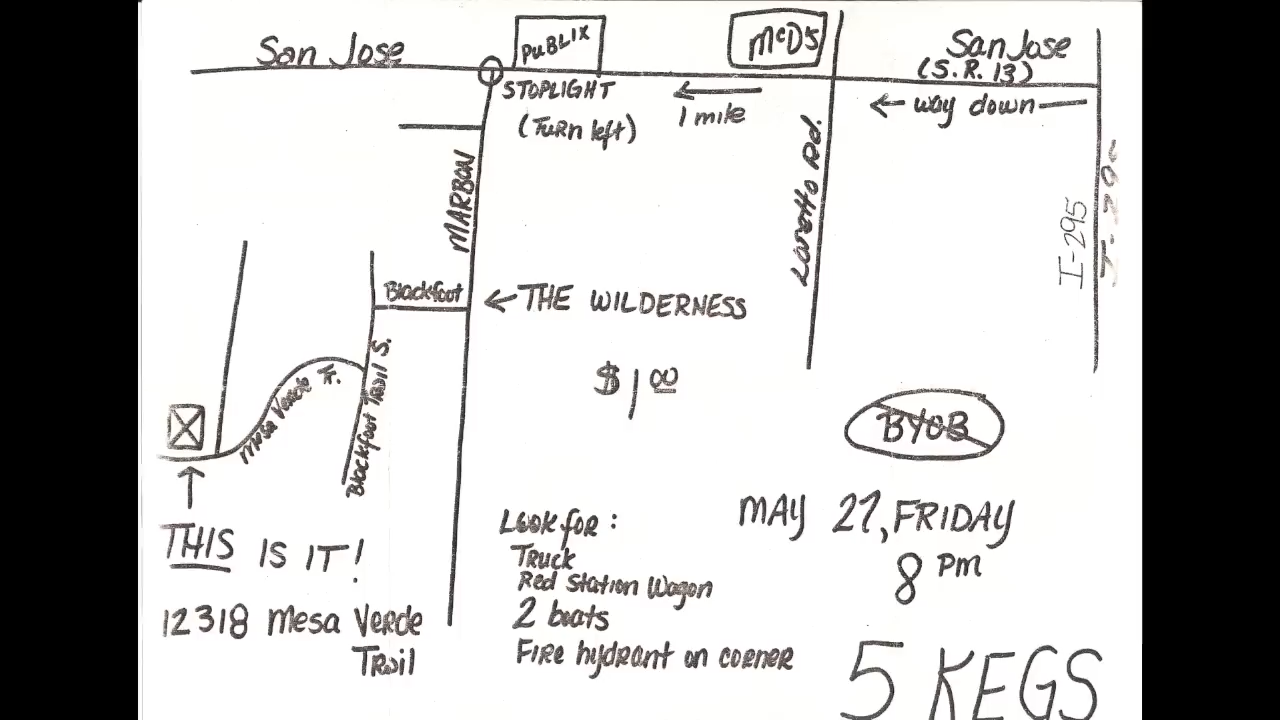 San Jose
PUBLIX
McD's
San Jose
(S.R. 13)
STOPLIGHT
(Turn left)
1 mile
way down
MARBON
Loretto Rd.
I-295
Blackfoot
THE WILDERNESS
Mesa Verde Tr.
Blackfoot Trail S.
$1.00
BYOB
THIS IS IT!
12318 Mesa Verde
Trail
Look for:
Truck
Red Station Wagon
2 boats
Fire hydrant on corner
MAY 27, FRIDAY
8 PM
5 KEGS